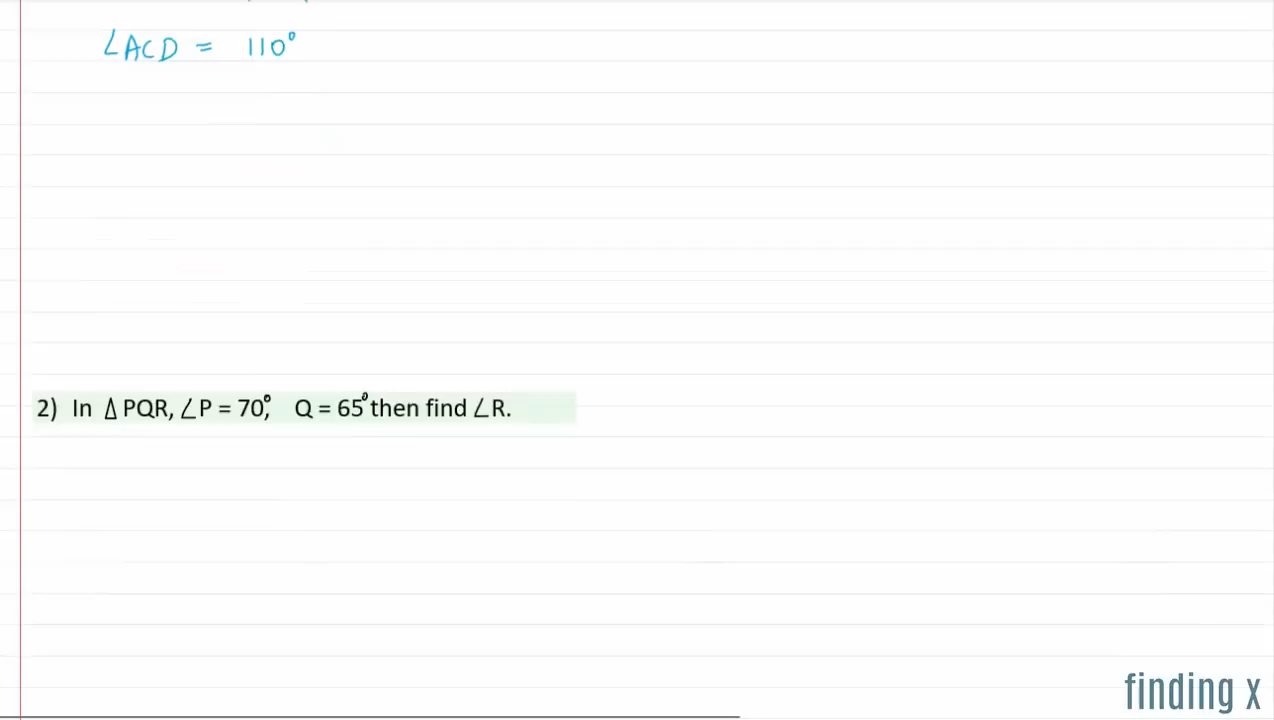 ∠ACD = 110°
2) In △ PQR, ∠P = 70°, Q = 65° then find ∠R.
finding x